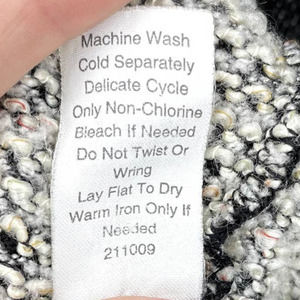 Machine Wash
Cold Separately
Delicate Cycle
Only Non-Chlorine
Bleach If Needed
Do Not Twist Or
Wring
Lay Flat To Dry
Warm Iron Only If
Needed
211009